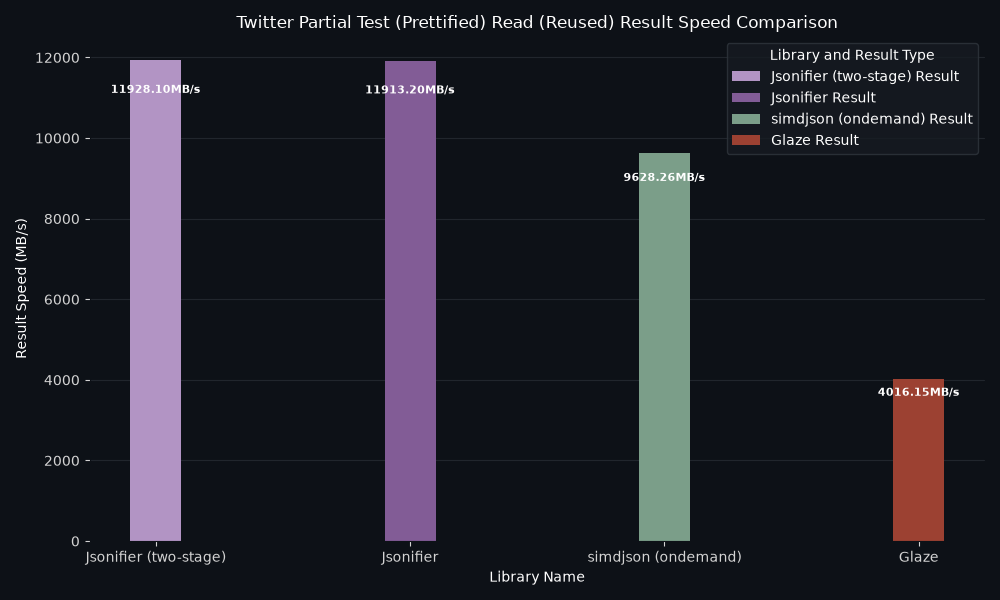 Twitter Partial Test (Prettified) Read (Reused) Result Speed Comparison
Library and Result Type
Jsonifier (two-stage) Result
Jsonifier Result
simdjson (ondemand) Result
Glaze Result
Result Speed (MB/s)
12000
10000
8000
6000
4000
2000
0
11928.10MB/s
11913.20MB/s
9628.26MB/s
4016.15MB/s
Jsonifier (two-stage)
Jsonifier
simdjson (ondemand)
Glaze
Library Name